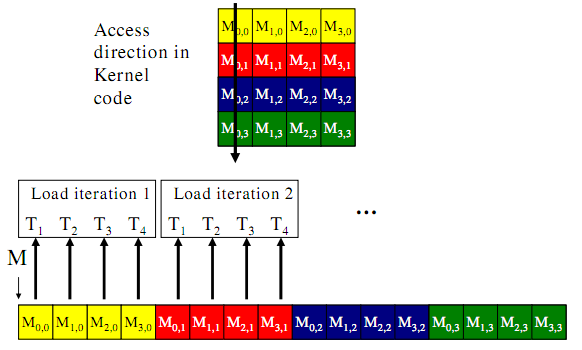 Access
direction in
Kernel
code
M0,0 M1,0 M2,0 M3,0
M0,1 M1,1 M2,1 M3,1
M0,2 M1,2 M2,2 M3,2
M0,3 M1,3 M2,3 M3,3
Load iteration 1 Load iteration 2
T1 T2 T3 T4 T1 T2 T3 T4
...
M
M0,0 M1,0 M2,0 M3,0 M0,1 M1,1 M2,1 M3,1 M0,2 M1,2 M2,2 M3,2 M0,3 M1,3 M2,3 M3,3